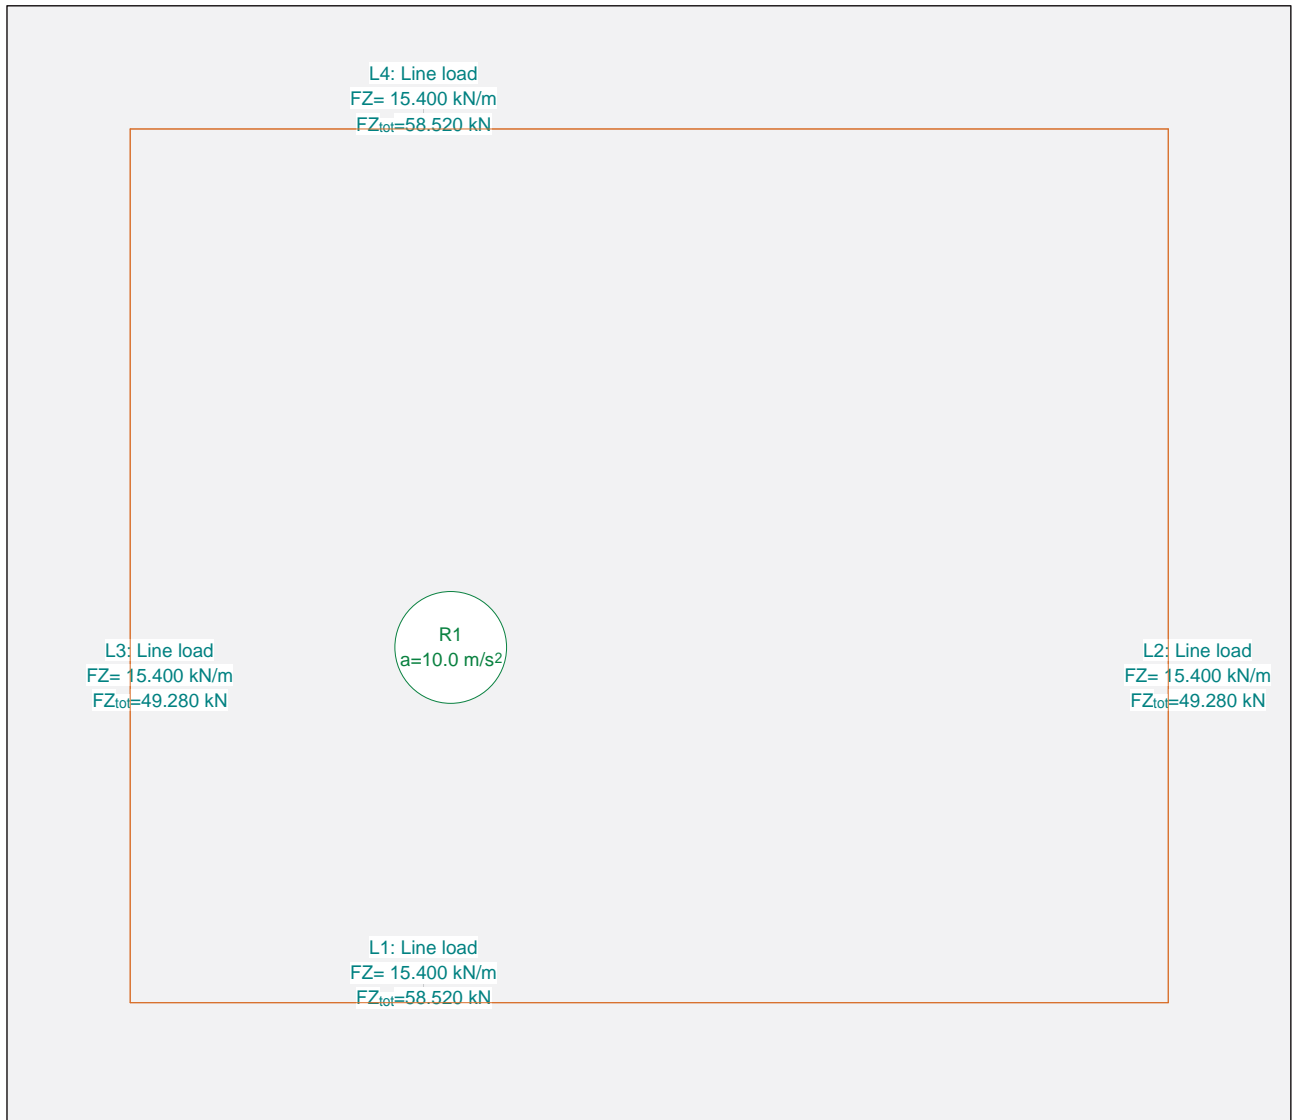 L4: Line load
FZ= 15.400 kN/m
FZtot=58.520 kN
R1
a=10.0 m/s2
L3: Line load
FZ= 15.400 kN/m
FZtot=49.280 kN
L2: Line load
FZ= 15.400 kN/m
FZtot=49.280 kN
L1: Line load
FZ= 15.400 kN/m
FZtot=58.520 kN